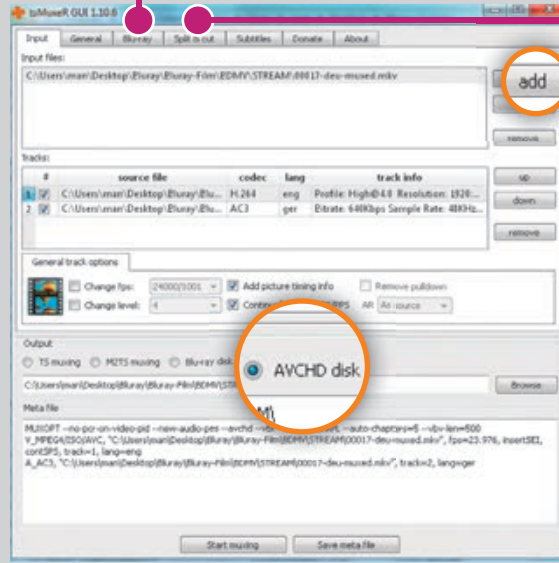 tsMuxeR GUI 1.10.6
Input General Blu-ray Split & cut Subtitles Donate About
Input files:
C:\Users\man\Desktop\Bluray\Bluray-Film\BDMV\STREAM\00017-deu-muxed.mkv
add
remove
Tracks:
# source file codec lang track info
1 C:\Users\man\Desktop\Bluray\Blu... H.264 eng Profile: High@4.0 Resolution: 1920:...
2 C:\Users\man\Desktop\Bluray\Blu... AC3 ger Bitrate: 640Kbps Sample Rate: 48KHz...
up
down
remove
General track options
Change fps: 24000/1001 Add picture timing info Remove pulldown
Change level: 4 Continu PS AR As source
Output
TS muxing M2TS muxing Blu-ray disk AVCHD disk
C:\Users\man\Desktop\Bluray\Bluray-Film\BDMV\ST M\ Browse
Meta file
MUXOPT --no-pcr-on-video-pid --new-audio-pes --avchd --vbr --auto-chapters=5 --vbv-len=500
V_MPEG4/ISO/AVC, "C:\Users\man\Desktop\Bluray\Bluray-Film\BDMV\STREAM\00017-deu-muxed.mkv", fps=23.976, insertSEI,
contSPS, track=1, lang=eng
A_AC3, "C:\Users\man\Desktop\Bluray\Bluray-Film\BDMV\STREAM\00017-deu-muxed.mkv", track=2, lang=ger
Start muxing Save meta file